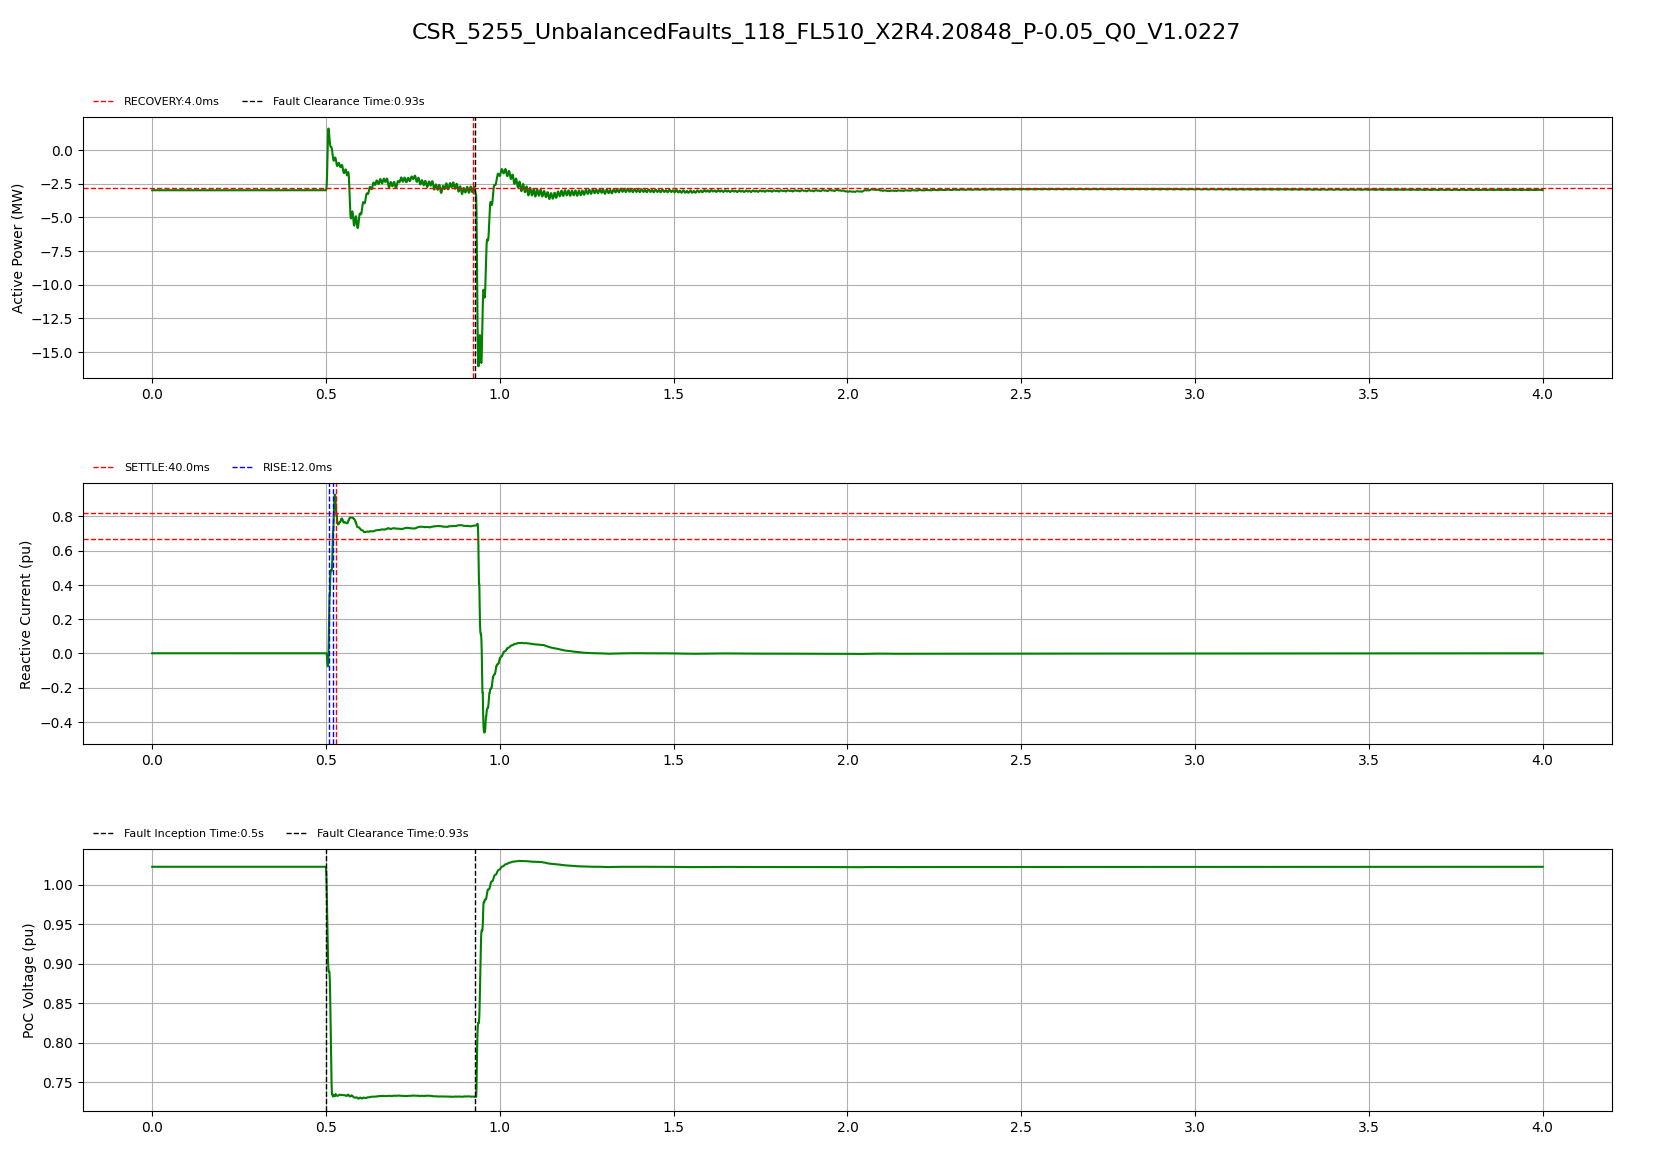 CSR_5255_UnbalancedFaults_118_FL510_X2R4.20848_P-0.05_Q0_V1.0227
RECOVERY:4.0ms Fault Clearance Time:0.93s
Active Power (MW)
0.0
−2.5
−5.0
−7.5
−10.0
−12.5
−15.0
0.0 0.5 1.0 1.5 2.0 2.5 3.0 3.5 4.0
SETTLE:40.0ms RISE:12.0ms
Reactive Current (pu)
0.8
0.6
0.4
0.2
0.0
−0.2
−0.4
0.0 0.5 1.0 1.5 2.0 2.5 3.0 3.5 4.0
Fault Inception Time:0.5s Fault Clearance Time:0.93s
PoC Voltage (pu)
1.00
0.95
0.90
0.85
0.80
0.75
0.0 0.5 1.0 1.5 2.0 2.5 3.0 3.5 4.0